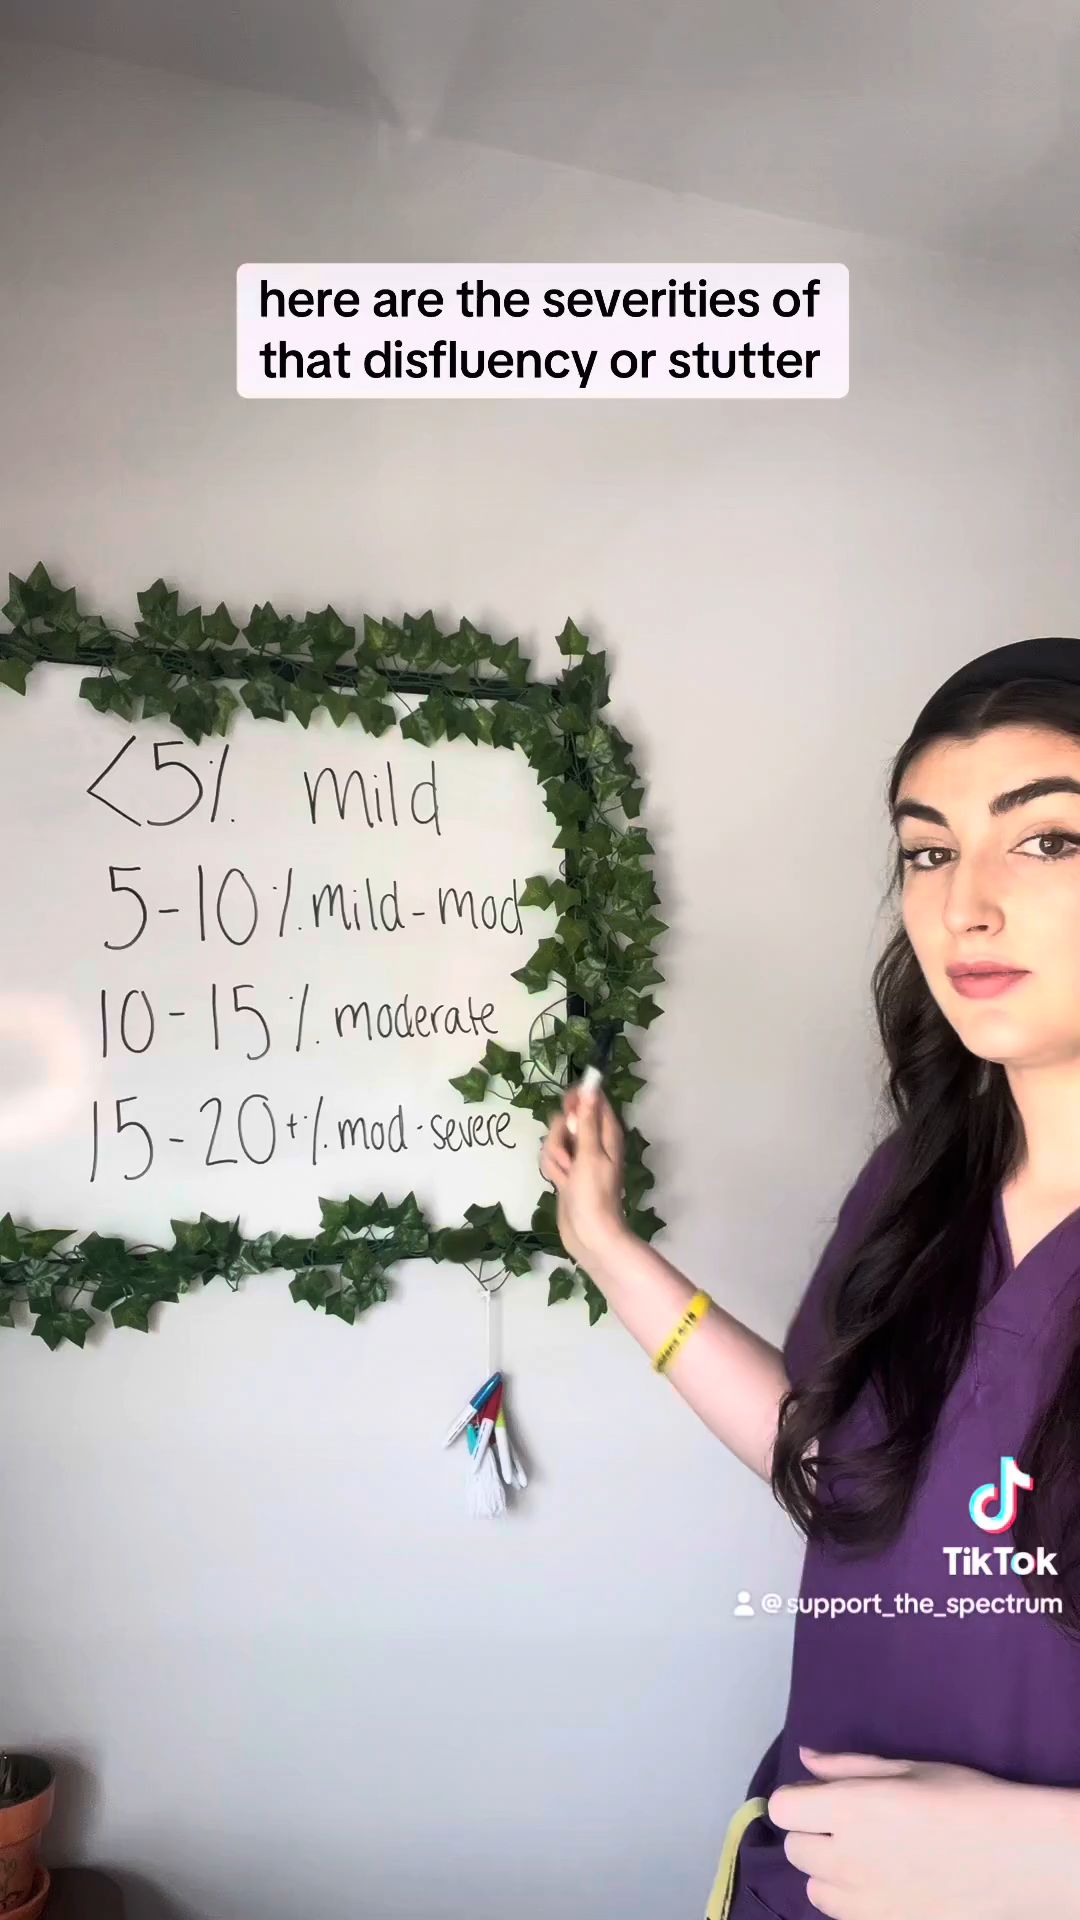 here are the severities of
that disfluency or stutter
<5% mild
5-10% mild-mod
10-15% moderate
15-20+% mod-severe
TikTok
@support_the_spectrum